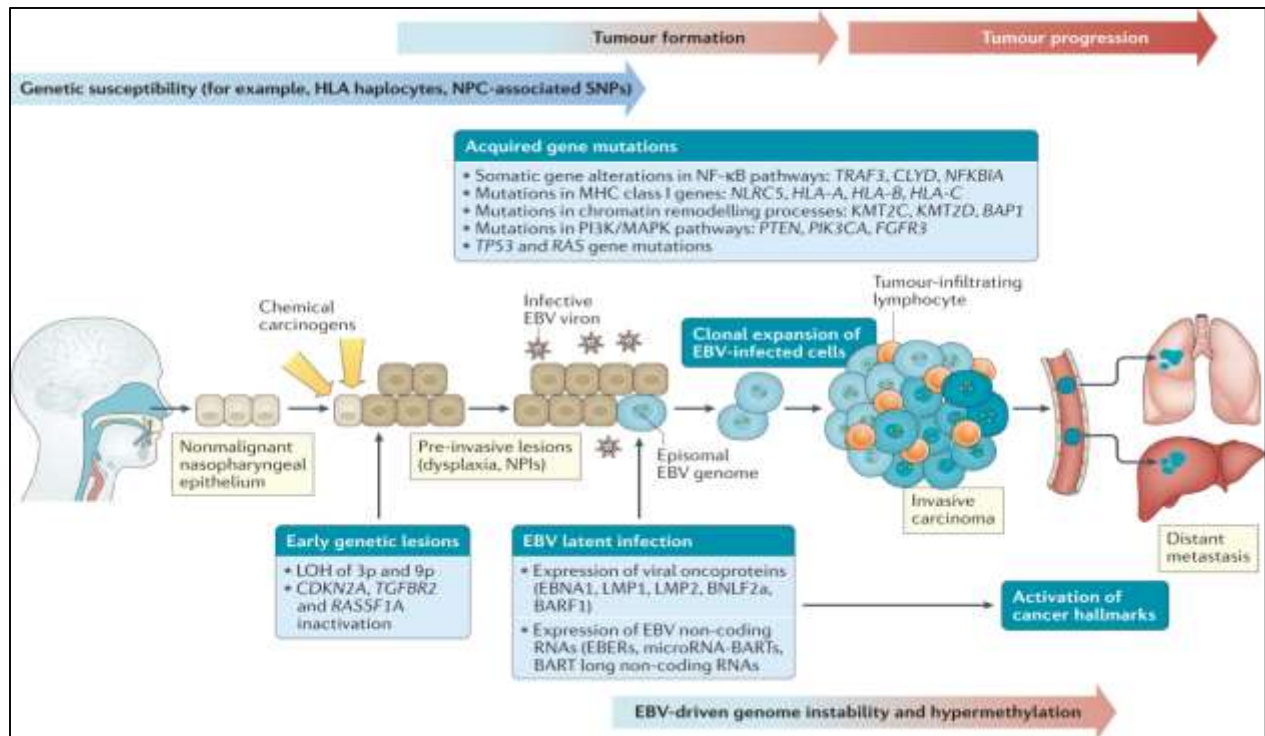 Tumour formation
Tumour progression
Genetic susceptibility (for example, HLA haplocytes, NPC-associated SNPs)
Acquired gene mutations
• Somatic gene alterations in NF-κB pathways: TRAF3, CLYD, NFKBIA
• Mutations in MHC class I genes: NLRC5, HLA-A, HLA-B, HLA-C
• Mutations in chromatin remodelling processes: KMT2C, KMT2D, BAP1
• Mutations in PI3K/MAPK pathways: PTEN, PIK3CA, FGFR3
• TP53 and RAS gene mutations
Chemical
carcinogens
Infective
EBV viron
Clonal expansion of
EBV-infected cells
Tumour-infiltrating
lymphocyte
Nonmalignant
nasopharyngeal
epithelium
Pre-invasive lesions
(dysplaxia, NPIs)
Episomal
EBV genome
Invasive
carcinoma
Distant
metastasis
Early genetic lesions
• LOH of 3p and 9p
• CDKN2A, TGFBR2
and RASSF1A
inactivation
EBV latent infection
• Expression of viral oncoproteins
(EBNA1, LMP1, LMP2, BNLF2a,
BARF1)
• Expression of EBV non-coding
RNAs (EBERs, microRNA-BARTs,
BART long non-coding RNAs
Activation of
cancer hallmarks
EBV-driven genome instability and hypermethylation